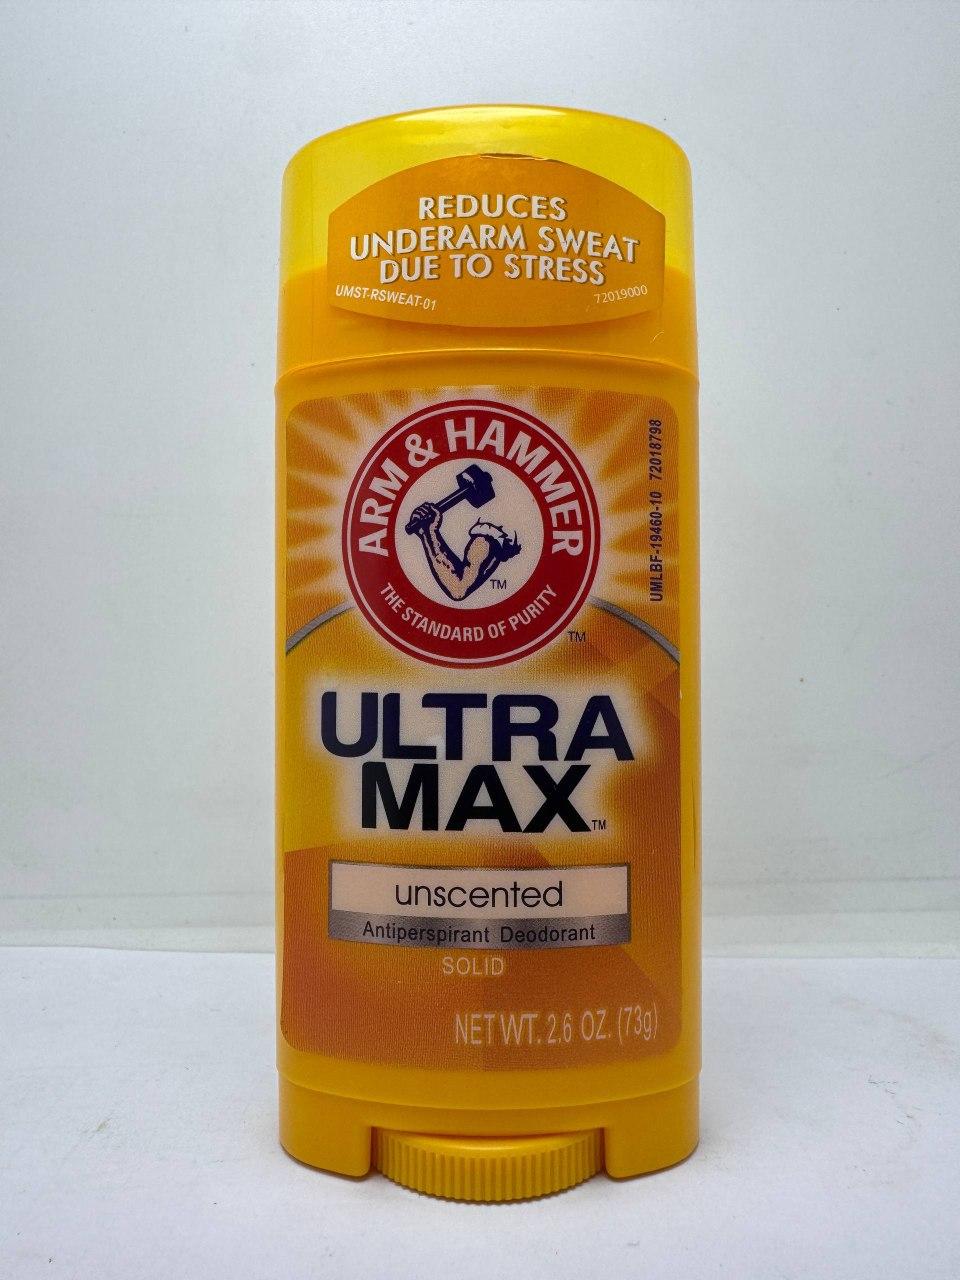 REDUCES
UNDERARM SWEAT
DUE TO STRESS
UMST-RSWEAT-01
72019000
ARM & HAMMER
TM
THE STANDARD OF PURITY
TM
UMLBF-19460-10 72018798
ULTRA
MAX TM
unscented
Antiperspirant Deodorant
SOLID
NET WT. 2.6 OZ. (73g)